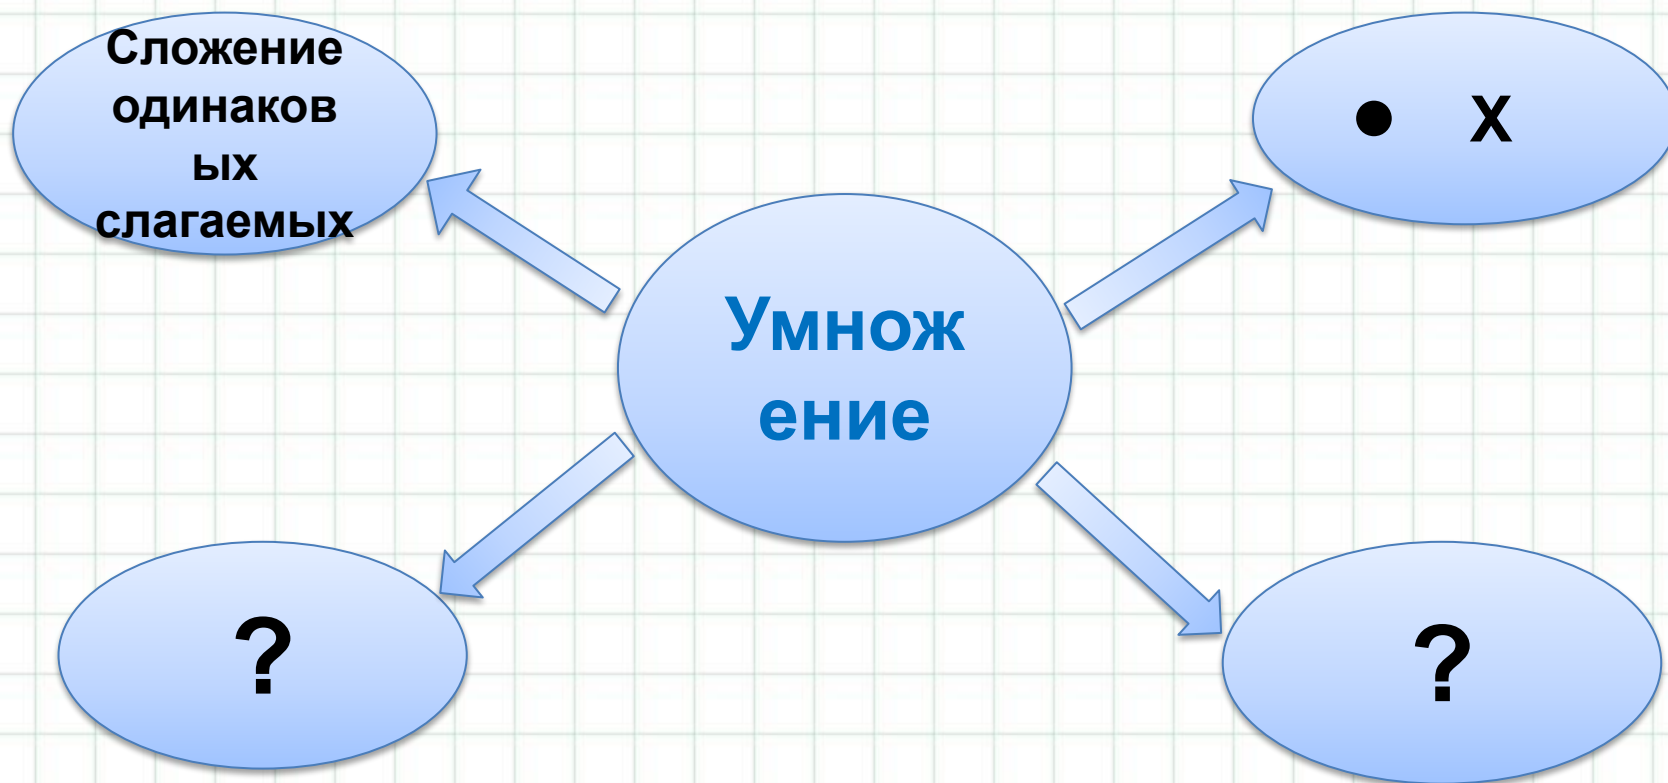 Сложение
одинаков
ых
слагаемых
• х
Умнож
ение
?
?